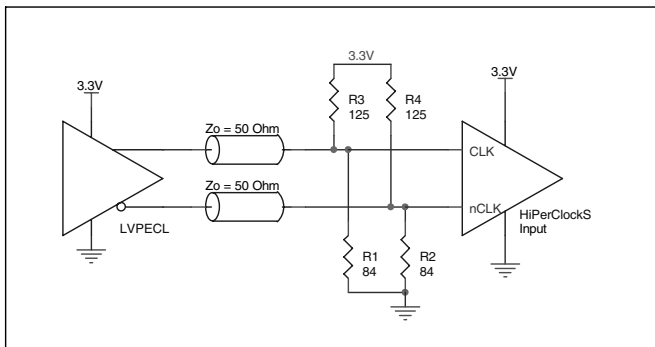 3.3V
3.3V
3.3V
R3
125
R4
125
Zo = 50 Ohm
CLK
Zo = 50 Ohm
nCLK
HiPerClockS
Input
LVPECL
R1
84
R2
84